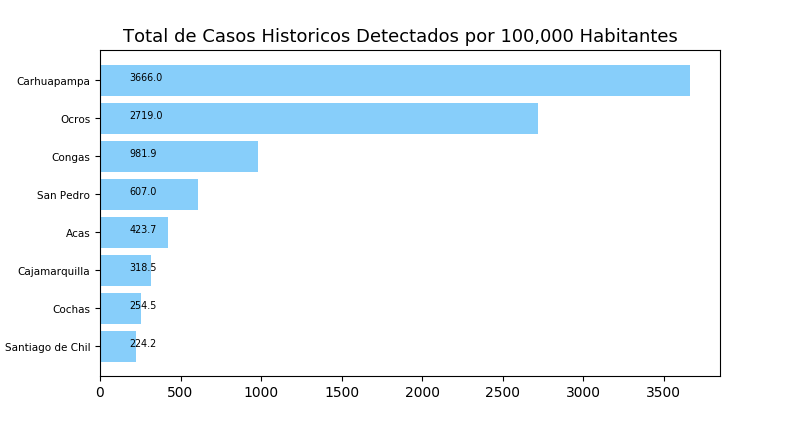 Total de Casos Historicos Detectados por 100,000 Habitantes
Carhuapampa 3666.0
Ocros 2719.0
Congas 981.9
San Pedro 607.0
Acas 423.7
Cajamarquilla 318.5
Cochas 254.5
Santiago de Chil 224.2
0 500 1000 1500 2000 2500 3000 3500